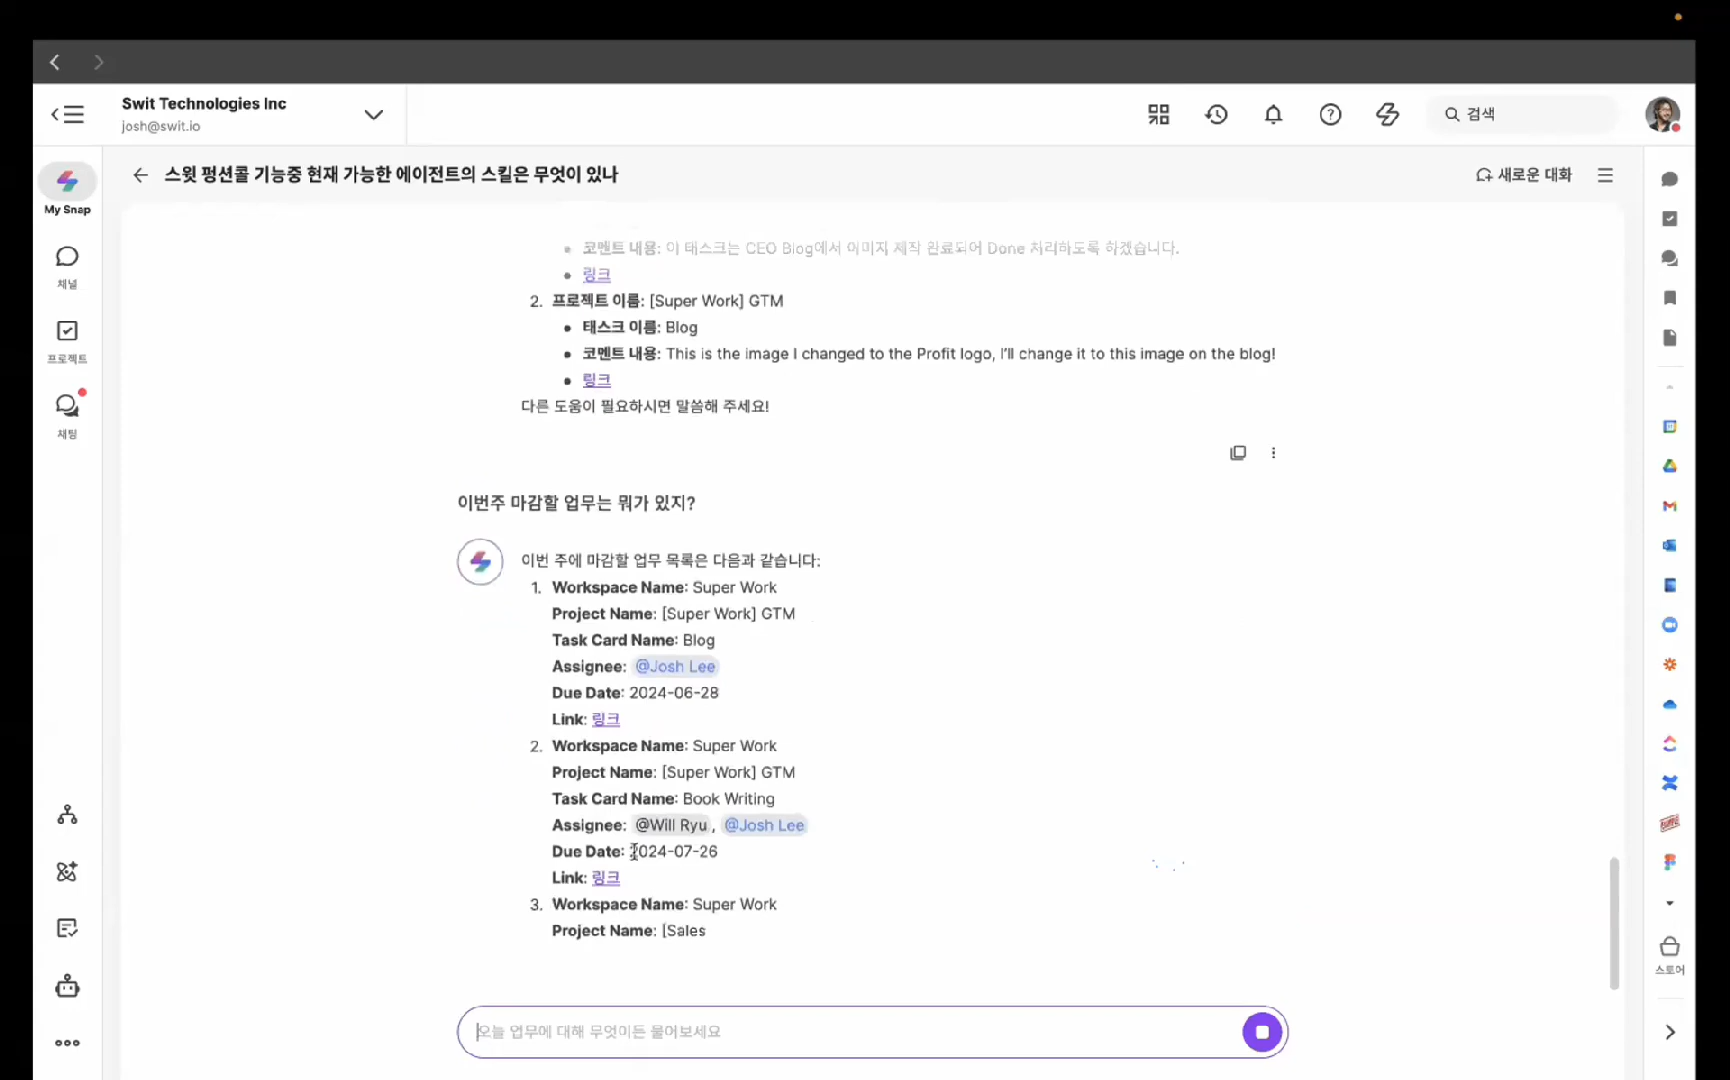 Swit Technologies Inc
josh@swit.io
검색
My Snap
채널
프로젝트
채팅
스윗 펑션콜 기능중 현재 가능한 에이전트의 스킬은 무엇이 있나
새로운 대화
• 코멘트 내용: 이 태스크는 CEO Blog에서 이미지 제작 완료되어 Done 처리하도록 하겠습니다.
• 링크
2. 프로젝트 이름: [Super Work] GTM
• 태스크 이름: Blog
• 코멘트 내용: This is the image I changed to the Profit logo, I'll change it to this image on the blog!
• 링크
다른 도움이 필요하시면 말씀해 주세요!
이번주 마감할 업무는 뭐가 있지?
이번 주에 마감할 업무 목록은 다음과 같습니다:
1. Workspace Name: Super Work
Project Name: [Super Work] GTM
Task Card Name: Blog
Assignee: @Josh Lee
Due Date: 2024-06-28
Link: 링크
2. Workspace Name: Super Work
Project Name: [Super Work] GTM
Task Card Name: Book Writing
Assignee: @Will Ryu, @Josh Lee
Due Date: 2024-07-26
Link: 링크
3. Workspace Name: Super Work
Project Name: [Sales
오늘 업무에 대해 무엇이든 물어보세요
스토어